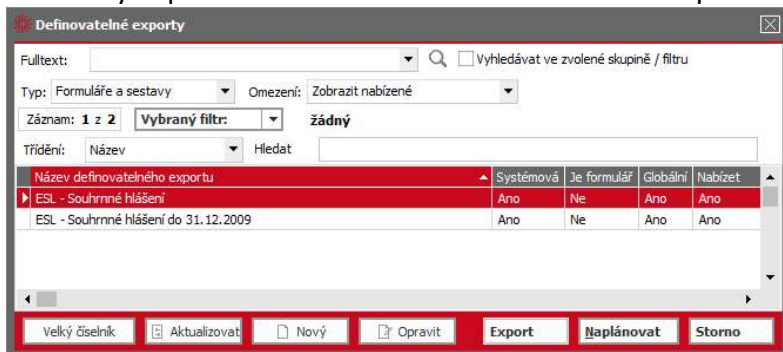 Definovatelné exporty
Fulltext: Vyhledávat ve zvolené skupině / filtru
Typ: Formuláře a sestavy Omezení: Zobrazit nabízené
Záznam: 1 z 2 Vybraný filtr: žádný
Třídění: Název Hledat
Název definovatelného exportu Systémová Je formulář Globální Nabízet
ESL - Souhrnné hlášení Ano Ne Ano Ano
ESL - Souhrnné hlášení do 31.12.2009 Ano Ne Ano Ano
Velký číselník Aktualizovat Nový Opravit Export Naplánovat Storno